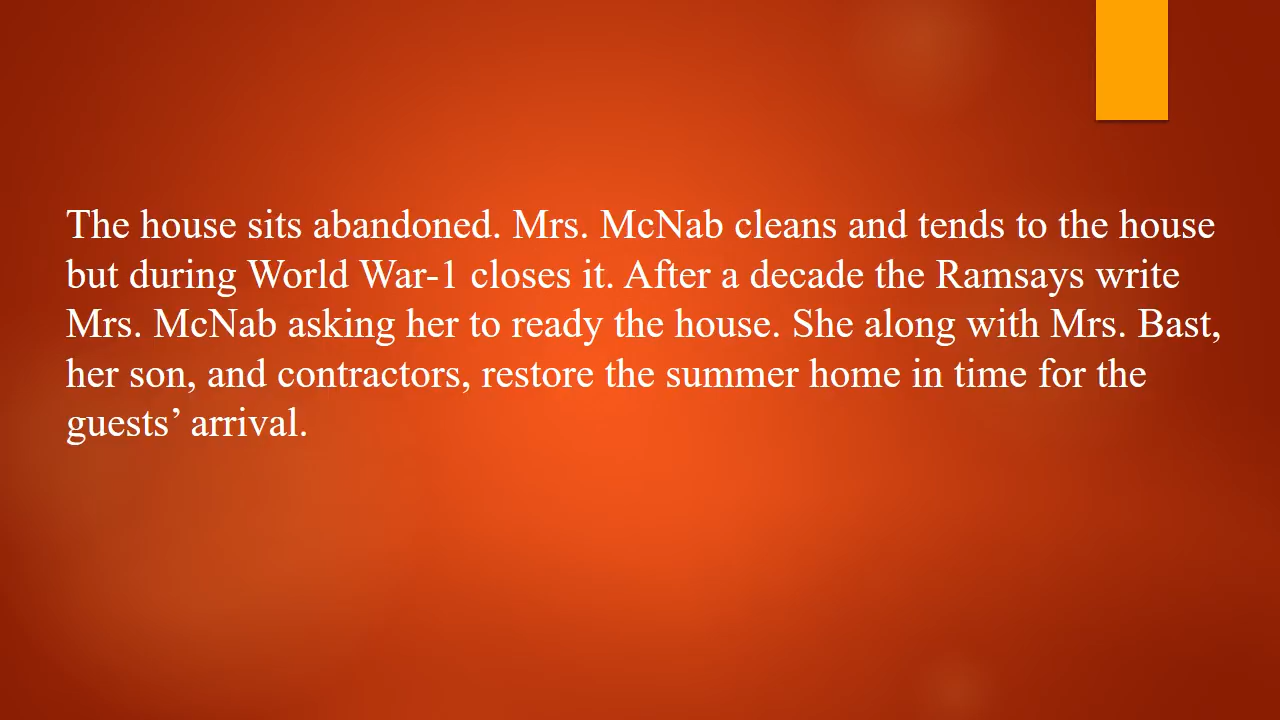 The house sits abandoned. Mrs. McNab cleans and tends to the house
but during World War-1 closes it. After a decade the Ramsays write
Mrs. McNab asking her to ready the house. She along with Mrs. Bast,
her son, and contractors, restore the summer home in time for the
guests’ arrival.